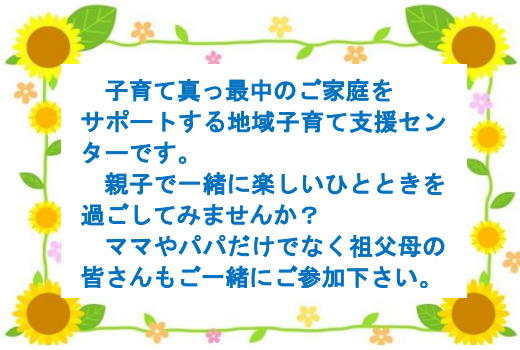 子育て真っ最中のご家庭を
サポートする地域子育て支援セン
ターです。
　親子で一緒に楽しいひとときを
過ごしてみませんか？
　ママやパパだけでなく祖父母の
皆さんもご一緒にご参加下さい。